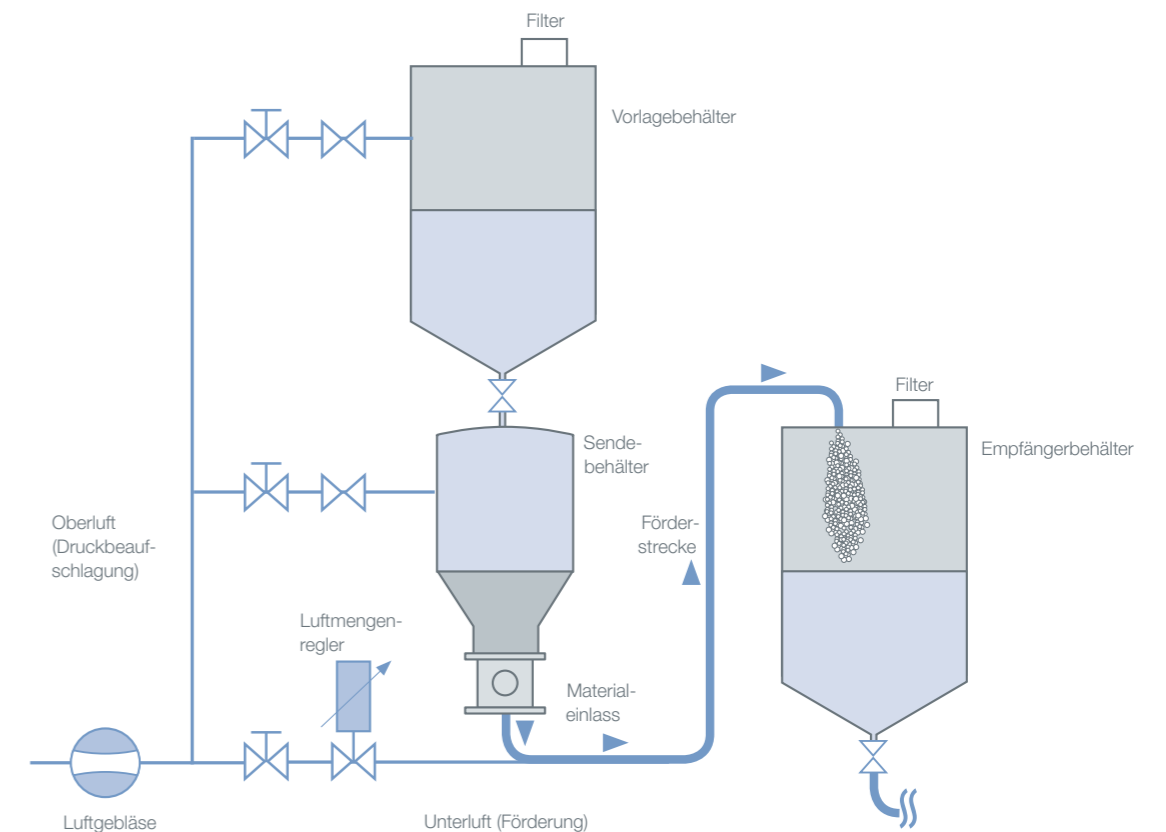 Filter
Vorlagebehälter
Filter
Sende-
behälter
Empfängerbehälter
Oberluft
(Druckbeauf-
schlagung)
Förder-
strecke
Luftmengen-
regler
Material-
einlass
Luftgebläse
Unterluft (Förderung)